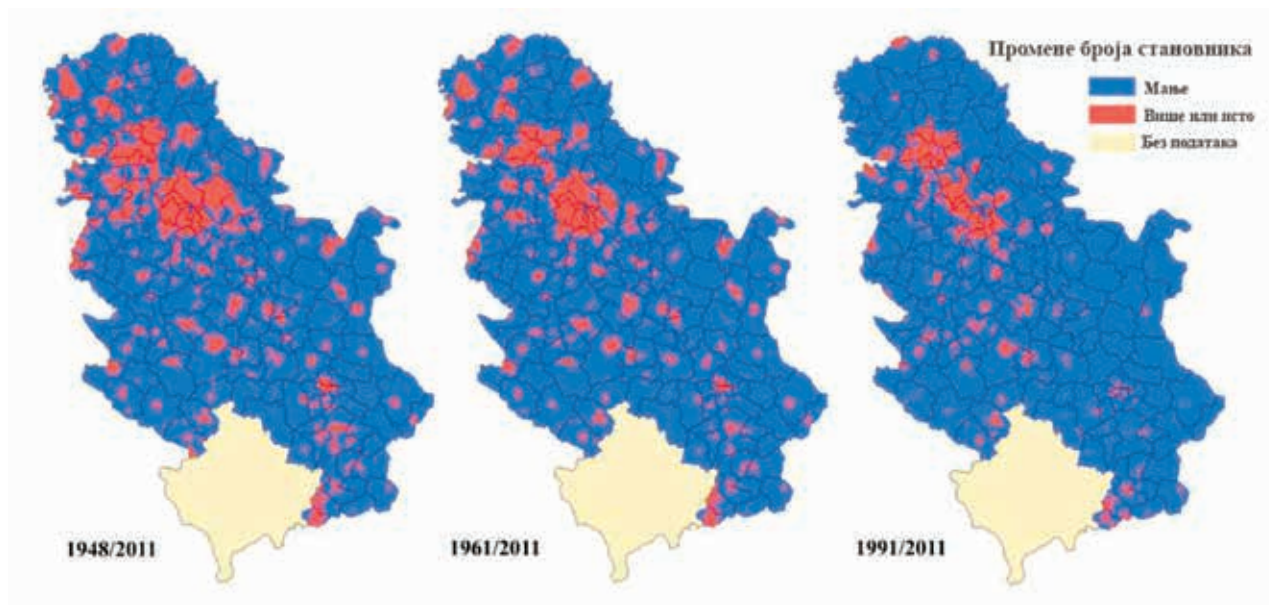 Промене броја становника
Мање
Више или исто
Без података
1948/2011
1961/2011
1991/2011